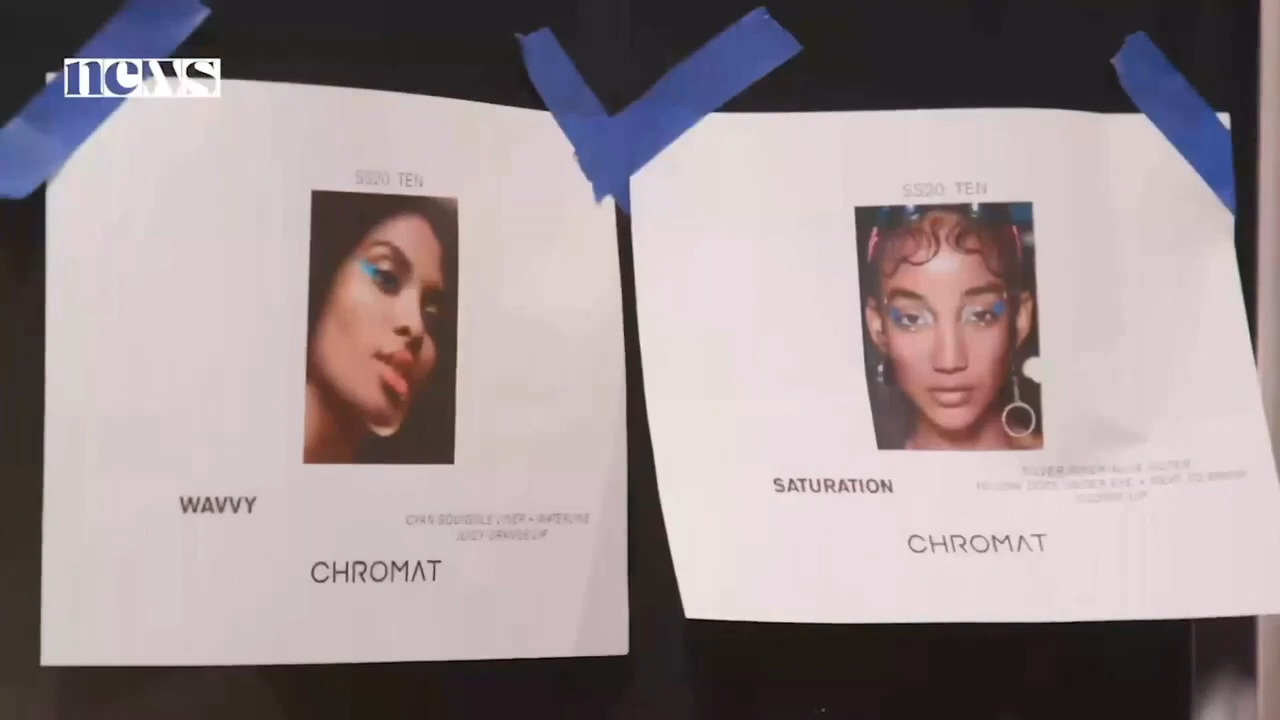 news
SS20: TEN
WAVVY
CYAN SQUIGGLE LINER + WATERLINE
JUICY ORANGE LIP
CHROMAT
SS20: TEN
SATURATION
CHROMAT